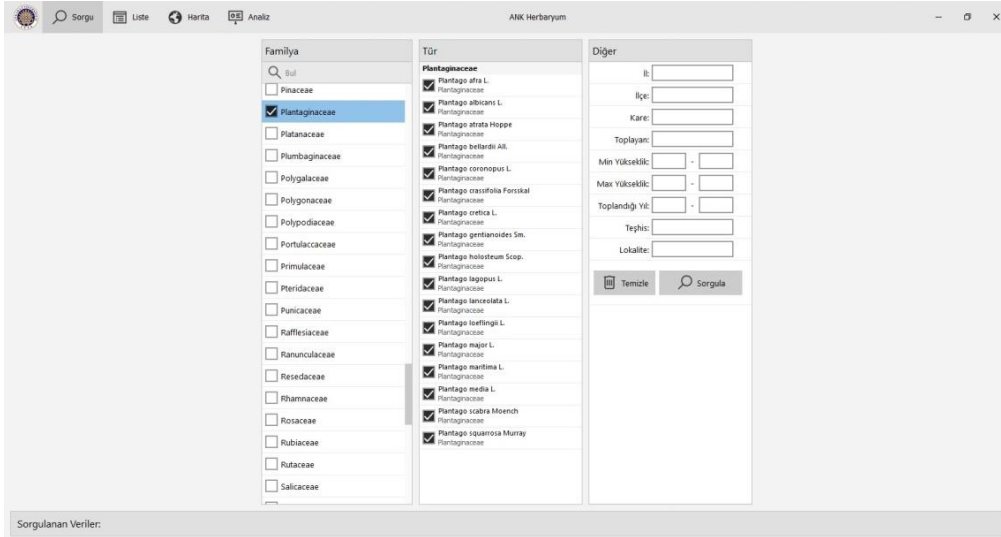 Sorgu
Liste
Harita
Analiz
ANK Herbaryum
Familya
Bul
Pinaceae
Plantaginaceae
Platanaceae
Plumbaginaceae
Polygalaceae
Polygonaceae
Polypodiaceae
Portulaccaceae
Primulaceae
Pteridaceae
Punicaceae
Rafflesiaceae
Ranunculaceae
Resedaceae
Rhamnaceae
Rosaceae
Rubiaceae
Rutaceae
Salicaceae
Tür
Plantaginaceae
Plantago afra L.
Plantaginaceae
Plantago albicans L.
Plantaginaceae
Plantago atrata Hoppe
Plantaginaceae
Plantago bellardii All.
Plantaginaceae
Plantago coronopus L.
Plantaginaceae
Plantago crassifolia Forsskal
Plantaginaceae
Plantago cretica L.
Plantaginaceae
Plantago gentianoides Sm.
Plantaginaceae
Plantago holosteum Scop.
Plantaginaceae
Plantago lagopus L.
Plantaginaceae
Plantago lanceolata L.
Plantaginaceae
Plantago loeflingii L.
Plantaginaceae
Plantago major L.
Plantaginaceae
Plantago maritima L.
Plantaginaceae
Plantago media L.
Plantaginaceae
Plantago scabra Moench
Plantaginaceae
Plantago squarrosa Murray
Plantaginaceae
Diğer
İl:
İlçe:
Kare:
Toplayan:
Min Yükseklik: -
Max Yükseklik: -
Toplandığı Yıl: -
Teşhis:
Lokalite:
Temizle
Sorgula
Sorgulanan Veriler: